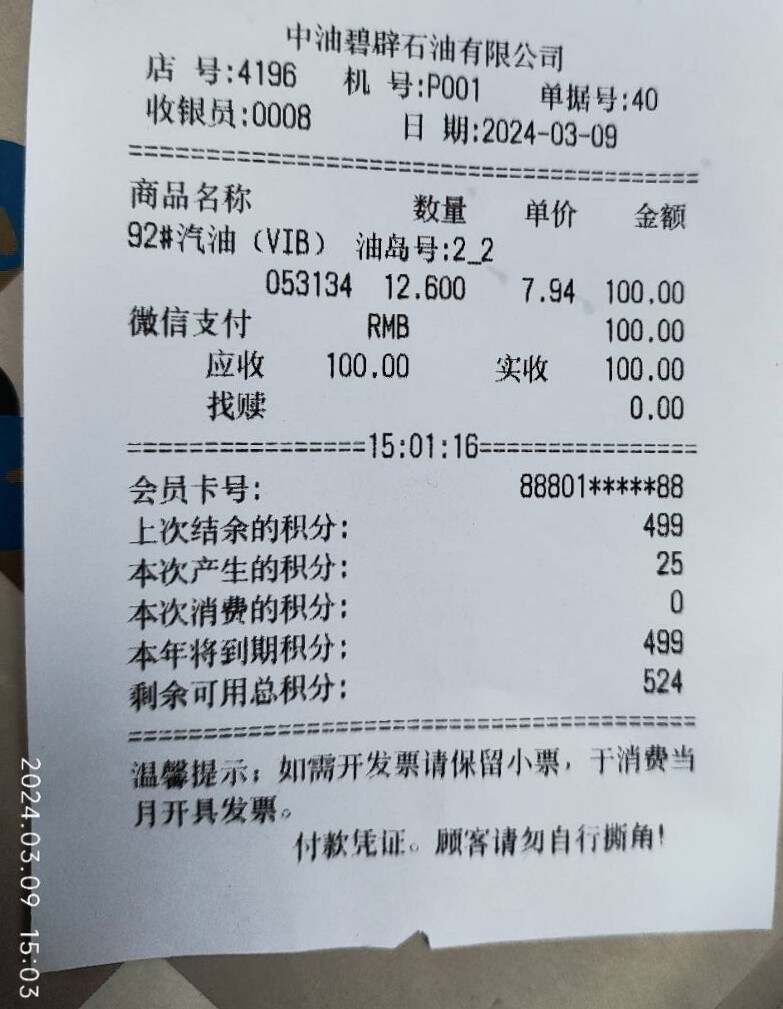 中油碧辟石油有限公司
店 号:4196 机 号:P001 单据号:40
收银员:0008 日 期:2024-03-09
==========================================
商品名称 数量 单价 金额
92#汽油（VIB） 油岛号:2_2
053134 12.600 7.94 100.00
微信支付 RMB 100.00
应收 100.00 实收 100.00
找赎 0.00
=================15:01:16================
会员卡号: 88801*****88
上次结余的积分: 499
本次产生的积分: 25
本次消费的积分: 0
本年将到期积分: 499
剩余可用总积分: 524
==========================================
温馨提示：如需开发票请保留小票，于消费当
月开具发票。
付款凭证。顾客请勿自行撕角!
2024.03.09 15:03